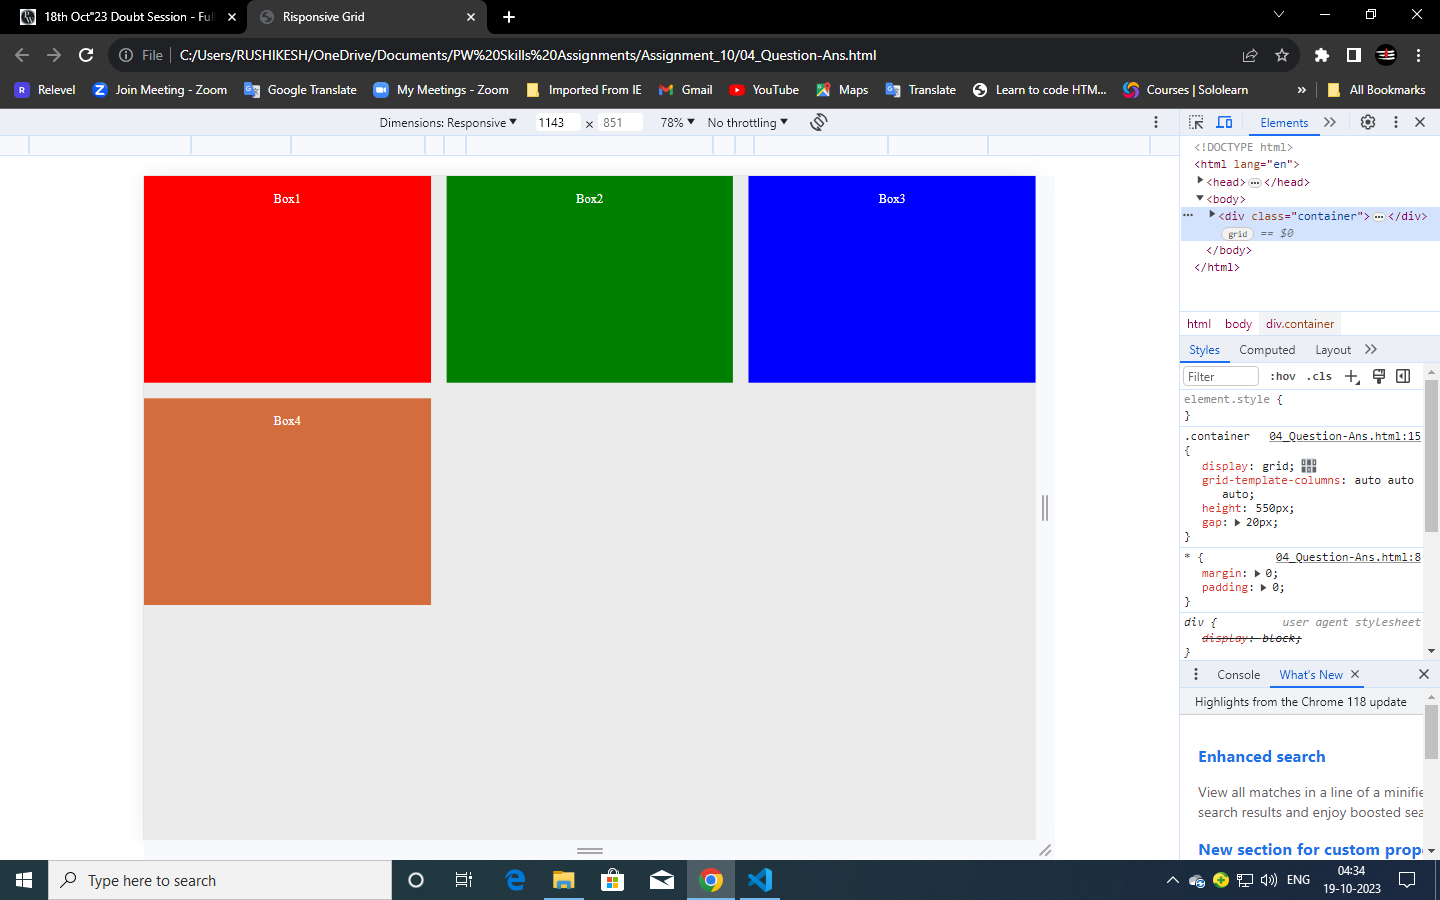 18th Oct"23 Doubt Session - Ful
Risponsive Grid
File
C:/Users/RUSHIKESH/OneDrive/Documents/PW%20Skills%20Assignments/Assignment_10/04_Question-Ans.html
Relevel
Join Meeting - Zoom
Google Translate
My Meetings - Zoom
Imported From IE
Gmail
YouTube
Maps
Translate
Learn to code HTM...
Courses | Sololearn
»
All Bookmarks
Dimensions: Responsive
1143
x
851
78%
No throttling
Elements
Box1
Box2
Box3
Box4
<!DOCTYPE html>
<html lang="en">
<head>…</head>
<body>
<div class="container">…</div>
grid == $0
</body>
</html>
html body div.container
Styles Computed Layout
Filter :hov .cls
element.style {
}
.container 04_Question-Ans.html:15
{
display: grid;
grid-template-columns: auto auto
auto;
height: 550px;
gap: 20px;
}
* { 04_Question-Ans.html:8
margin: 0;
padding: 0;
}
div { user agent stylesheet
display: block;
}
Console What's New
Highlights from the Chrome 118 update
Enhanced search
View all matches in a line of a minifie
search results and enjoy boosted sea
New section for custom prop
Type here to search
ENG
04:34
19-10-2023